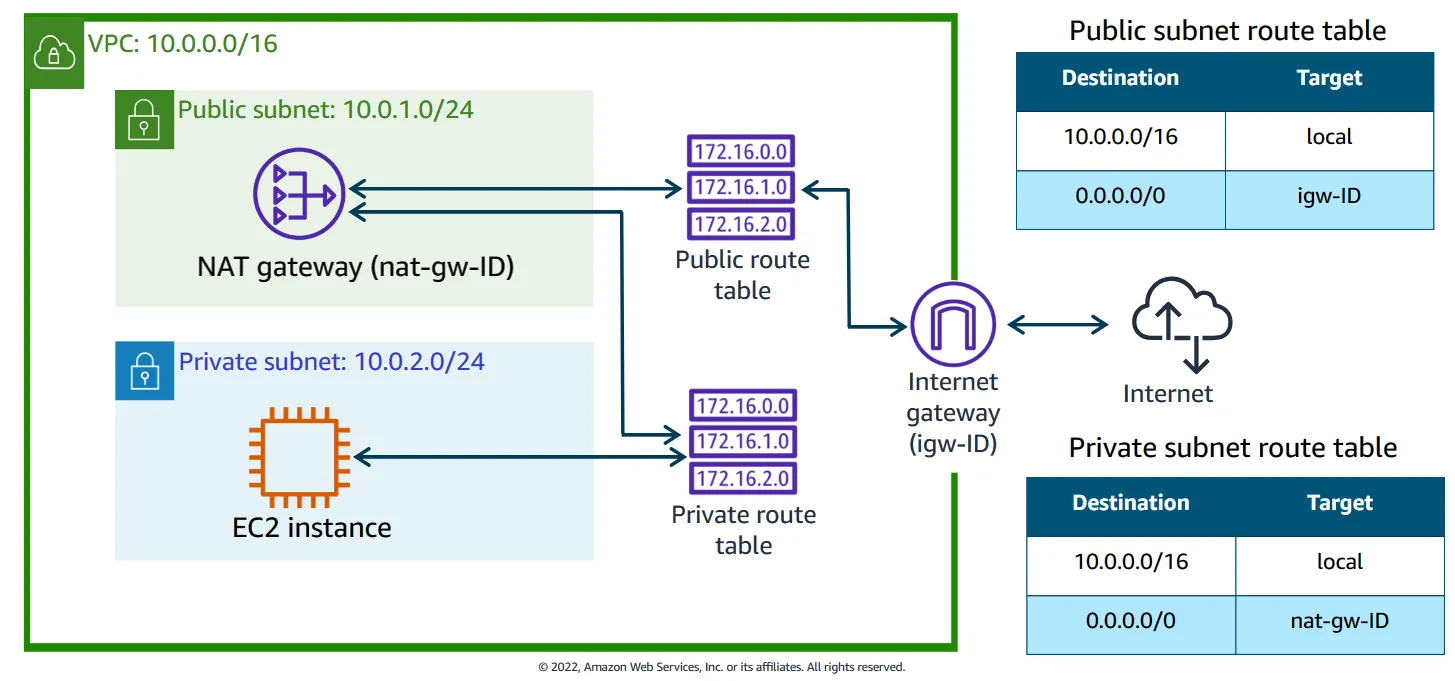 VPC: 10.0.0.0/16
Public subnet: 10.0.1.0/24
NAT gateway (nat-gw-ID)
172.16.0.0
172.16.1.0
172.16.2.0
Public route
table
Private subnet: 10.0.2.0/24
EC2 instance
172.16.0.0
172.16.1.0
172.16.2.0
Private route
table
Internet
gateway
(igw-ID)
Internet
Public subnet route table
Destination Target
10.0.0.0/16 local
0.0.0.0/0 igw-ID
Private subnet route table
Destination Target
10.0.0.0/16 local
0.0.0.0/0 nat-gw-ID
© 2022, Amazon Web Services, Inc. or its affiliates. All rights reserved.